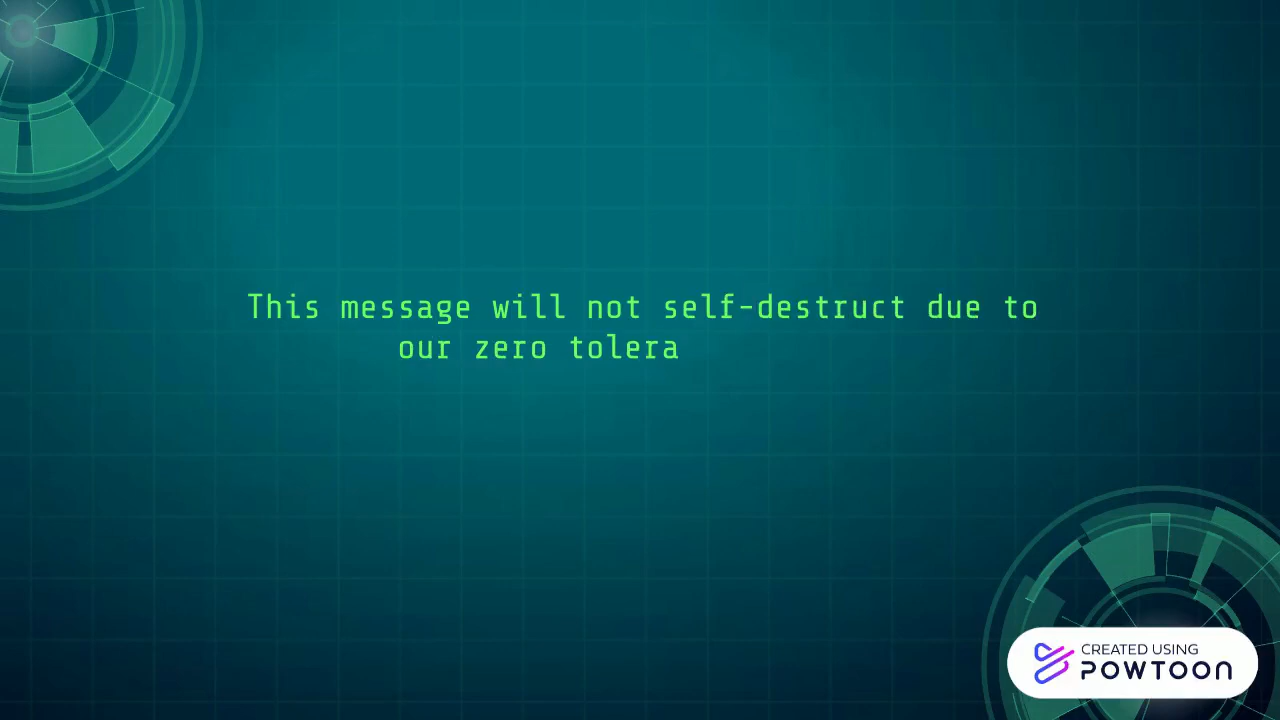 This message will not self-destruct due to
our zero tolera
CREATED USING
POWTOON